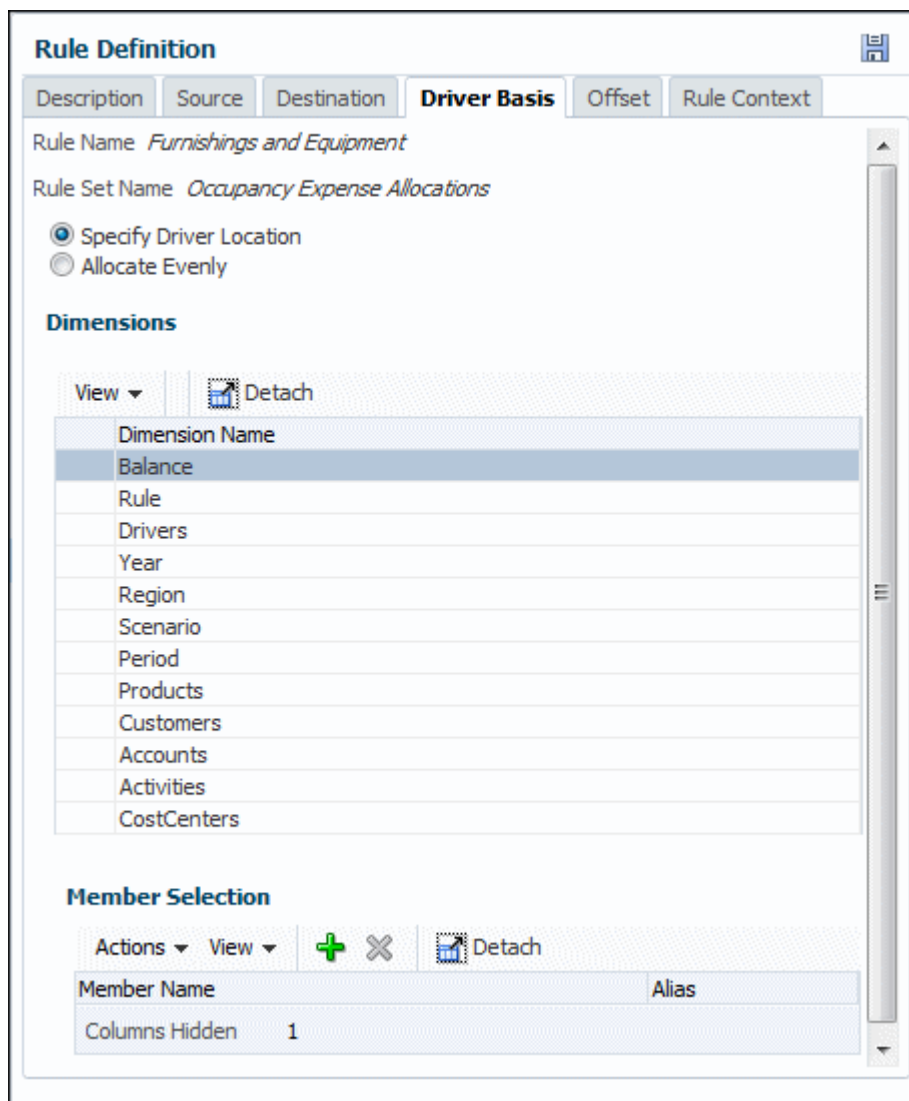 Rule Definition
Description Source Destination Driver Basis Offset Rule Context
Rule Name Furnishings and Equipment
Rule Set Name Occupancy Expense Allocations
Specify Driver Location
Allocate Evenly
Dimensions
View Detach
Dimension Name
Balance
Rule
Drivers
Year
Region
Scenario
Period
Products
Customers
Accounts
Activities
CostCenters
Member Selection
Actions View Detach
Member Name Alias
Columns Hidden 1